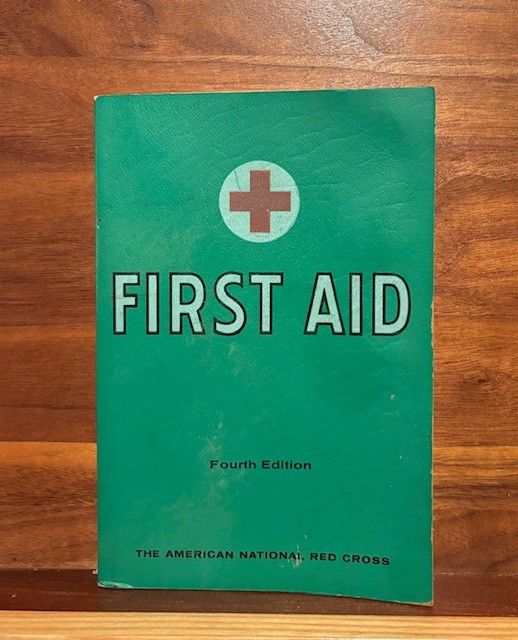 FIRST AID
Fourth Edition
THE AMERICAN NATIONAL RED CROSS